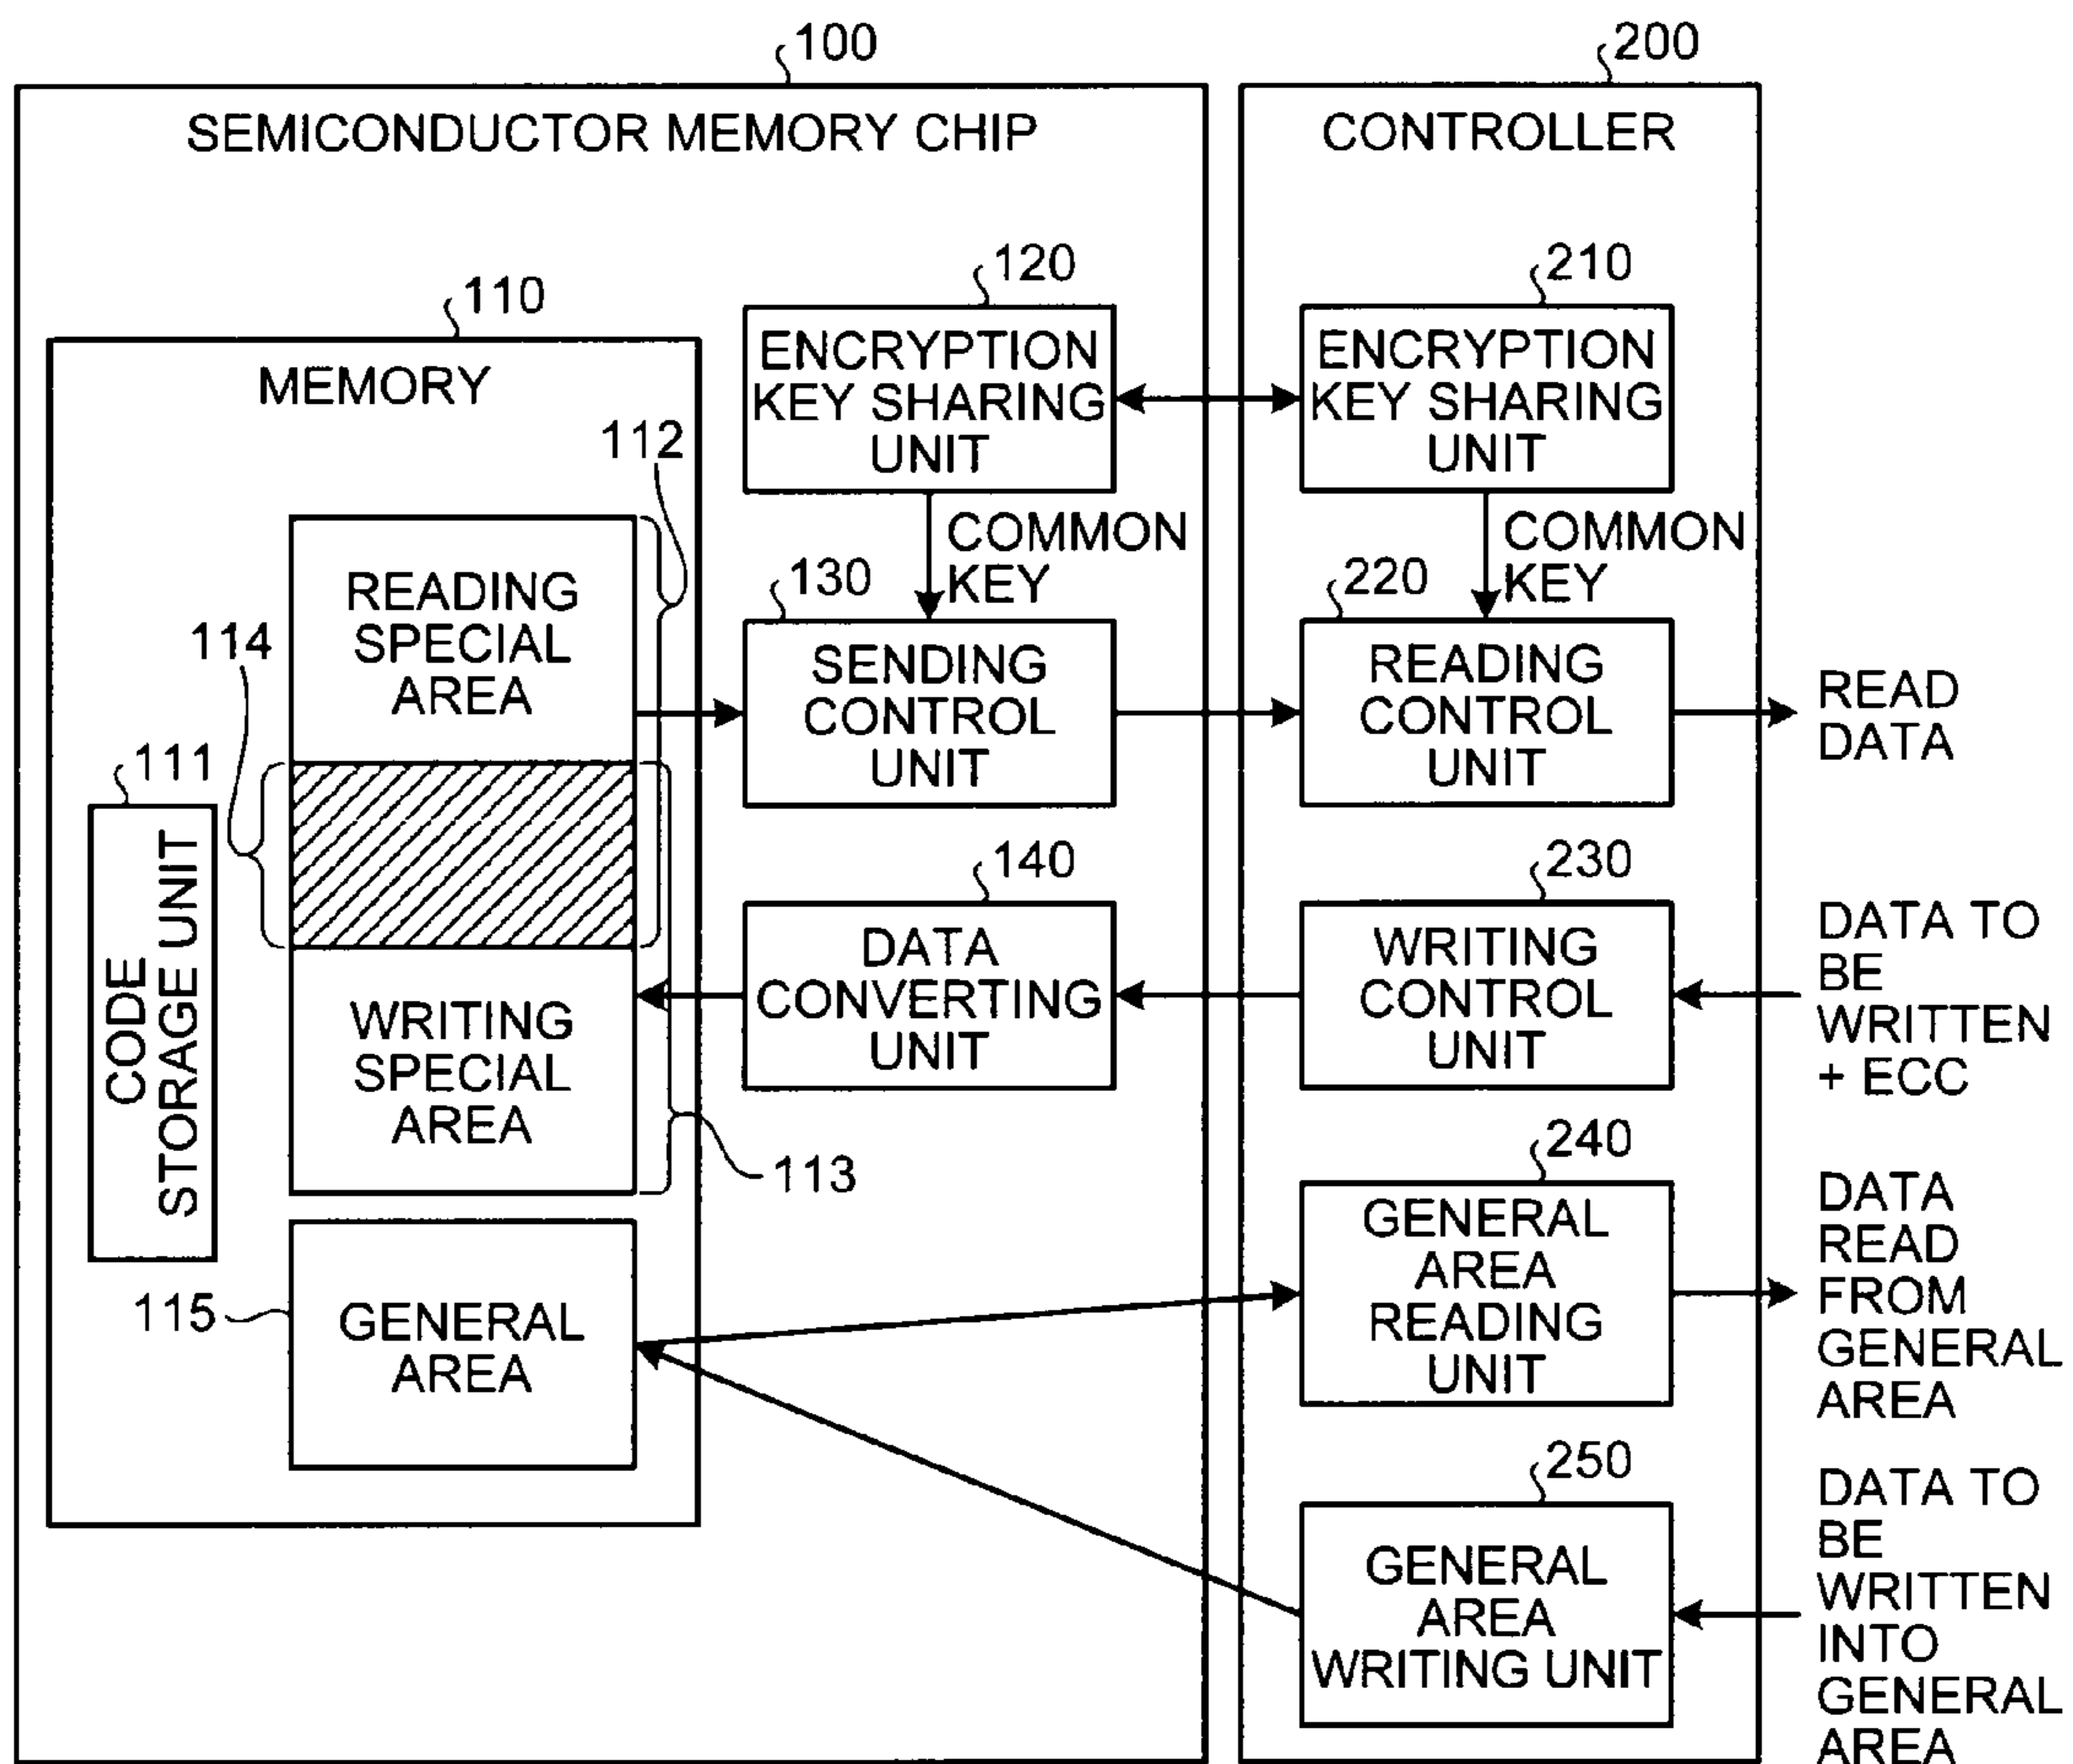 100
200
SEMICONDUCTOR MEMORY CHIP
CONTROLLER
110
MEMORY
120
ENCRYPTION
KEY SHARING
UNIT
210
ENCRYPTION
KEY SHARING
UNIT
112
COMMON
KEY
COMMON
KEY
READING
SPECIAL
AREA
114
130
SENDING
CONTROL
UNIT
220
READING
CONTROL
UNIT
READ
DATA
111
CODE
STORAGE UNIT
WRITING
SPECIAL
AREA
113
140
DATA
CONVERTING
UNIT
230
WRITING
CONTROL
UNIT
DATA TO
BE
WRITTEN
+ ECC
115
GENERAL
AREA
240
GENERAL
AREA
READING
UNIT
DATA
READ
FROM
GENERAL
AREA
250
GENERAL
AREA
WRITING UNIT
DATA TO
BE
WRITTEN
INTO
GENERAL
AREA